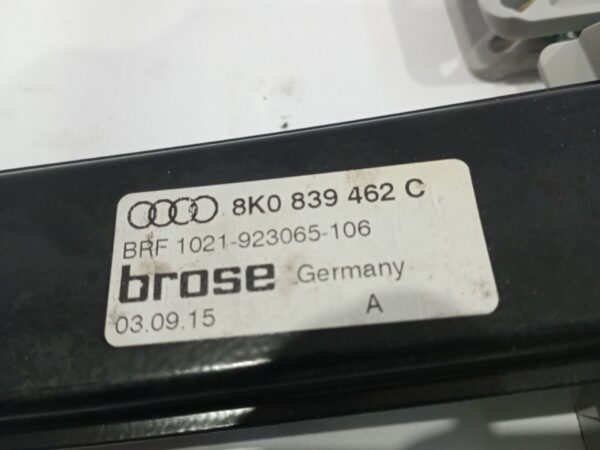 8K0 839 462 C
BRF 1021-923065-106
brose Germany
03.09.15 A